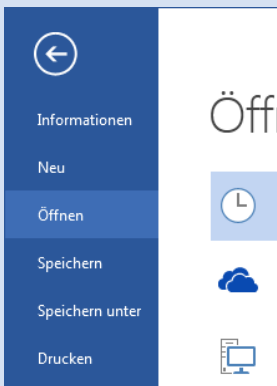 Informationen
Neu
Öffnen
Speichern
Speichern unter
Drucken